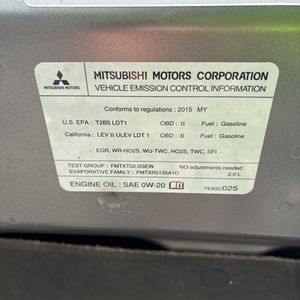 MITSUBISHI MOTORS CORPORATION
VEHICLE EMISSION CONTROL INFORMATION
MITSUBISHI MOTORS
Conforms to regulations : 2015 MY
U.S. EPA : T2B5 LDT1 OBD : II Fuel : Gasoline
California : LEV II ULEV LDT 1 OBD : II Fuel : Gasoline
EGR, WR-HO2S, WU-TWC, HO2S, TWC, SFI
TEST GROUP : FMTXT02.0GEW NO adjustments needed
EVAPORATIVE FAMILY : FMTXR0135A1D 2.0 L
ENGINE OIL : SAE 0W-20 7430C025